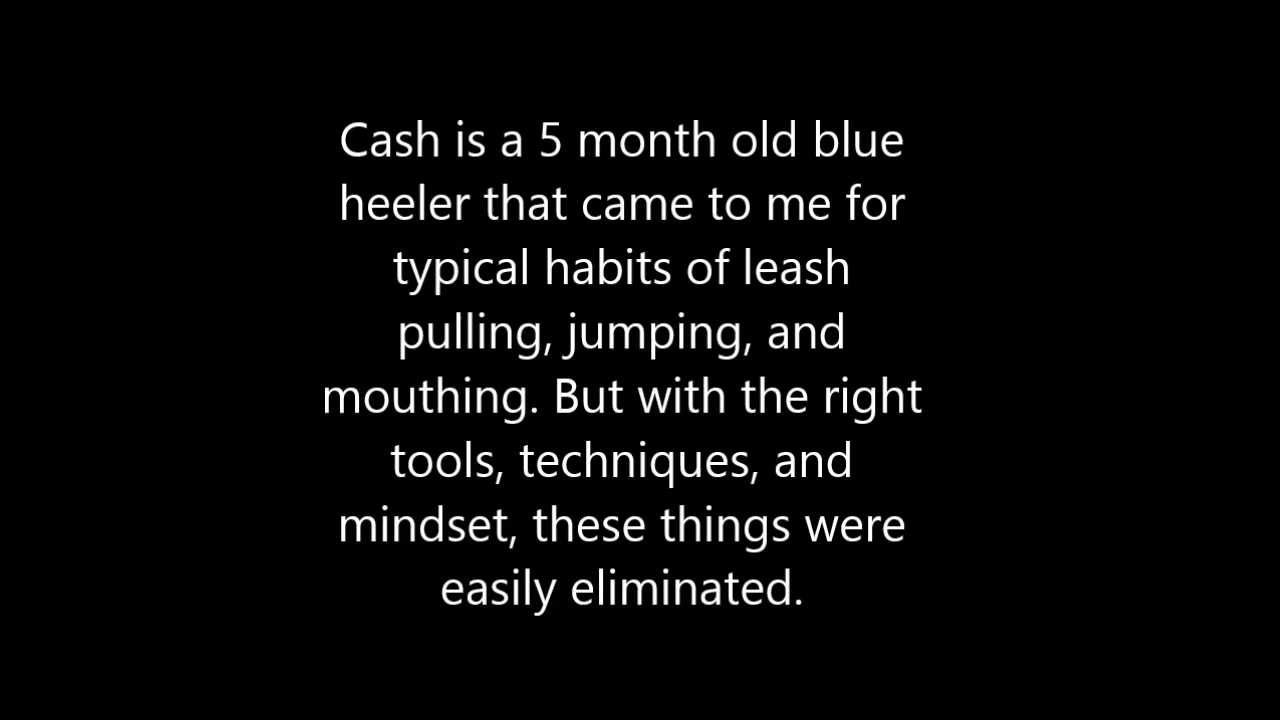 Cash is a 5 month old blue
heeler that came to me for
typical habits of leash
pulling, jumping, and
mouthing. But with the right
tools, techniques, and
mindset, these things were
easily eliminated.